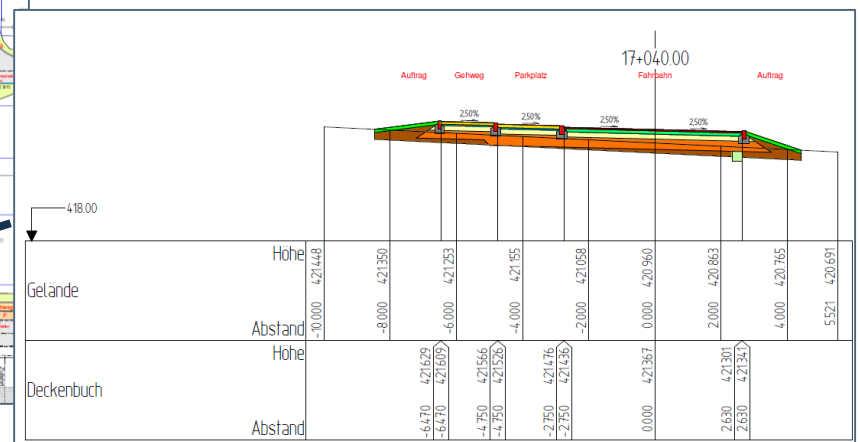 17+040.00
Auftrag Gehweg Parkplatz Fahrbahn Auftrag
2.50% 2.50% 2.50% 2.50%
418.00
Gelände
Höhe 421.448 421.350 421.253 421.155 421.058 420.960 420.863 420.765 420.691
Abstand -10.000 -8.000 -6.000 -4.000 -2.000 0.000 2.000 4.000 5.521
Deckenbuch
Höhe 421.629 421.609 421.566 421.526 421.476 421.436 421.367 421.301 421.341
Abstand -6.470 -6.470 -4.750 -4.750 -2.750 -2.750 0.000 2.630 2.630